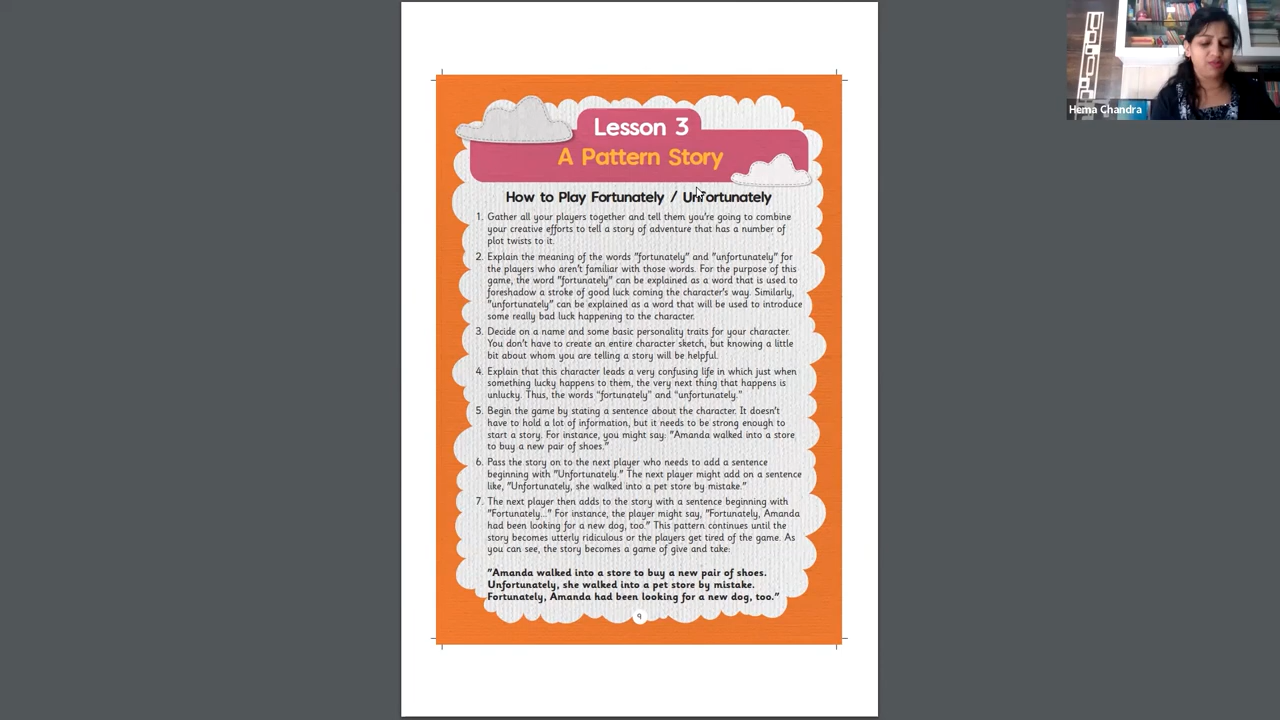 Lesson 3
A Pattern Story
How to Play Fortunately / Unfortunately
1. Gather all your players together and tell them you're going to combine
your creative efforts to tell a story of adventure that has a number of
plot twists to it.
2. Explain the meaning of the words "fortunately" and "unfortunately" for
the players who aren't familiar with those words. For the purpose of this
game, the word "fortunately" can be explained as a word that is used to
foreshadow a stroke of good luck coming the character's way. Similarly,
"unfortunately" can be explained as a word that will be used to introduce
some really bad luck happening to the character.
3. Decide on a name and some basic personality traits for your character.
You don't have to create an entire character sketch, but knowing a little
bit about whom you are telling a story will be helpful.
4. Explain that this character leads a very confusing life in which just when
something lucky happens to them, the very next thing that happens is
unlucky. Thus, the words "fortunately" and "unfortunately."
5. Begin the game by stating a sentence about the character. It doesn't
have to hold a lot of information, but it needs to be strong enough to
start a story. For instance, you might say: "Amanda walked into a store
to buy a new pair of shoes."
6. Pass the story on to the next player who needs to add a sentence
beginning with "Unfortunately." The next player might add on a sentence
like, "Unfortunately, she walked into a pet store by mistake."
7. The next player then adds to the story with a sentence beginning with
"Fortunately..." For instance, the player might say, "Fortunately, Amanda
had been looking for a new dog, too." This pattern continues until the
story becomes utterly ridiculous or the players get tired of the game. As
you can see, the story becomes a game of give and take:
"Amanda walked into a store to buy a new pair of shoes.
Unfortunately, she walked into a pet store by mistake.
Fortunately, Amanda had been looking for a new dog, too."
9
Hema Chandra